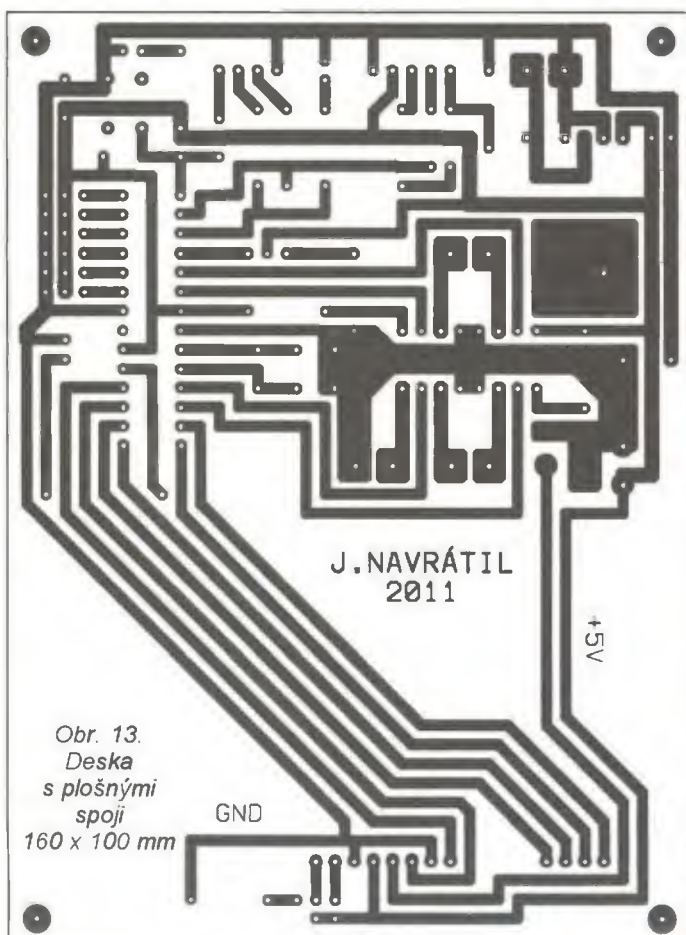 J.NAVRÁTIL
2011
+5V
Obr. 13.
Deska
s plošnými
spoji
160 x 100 mm
GND